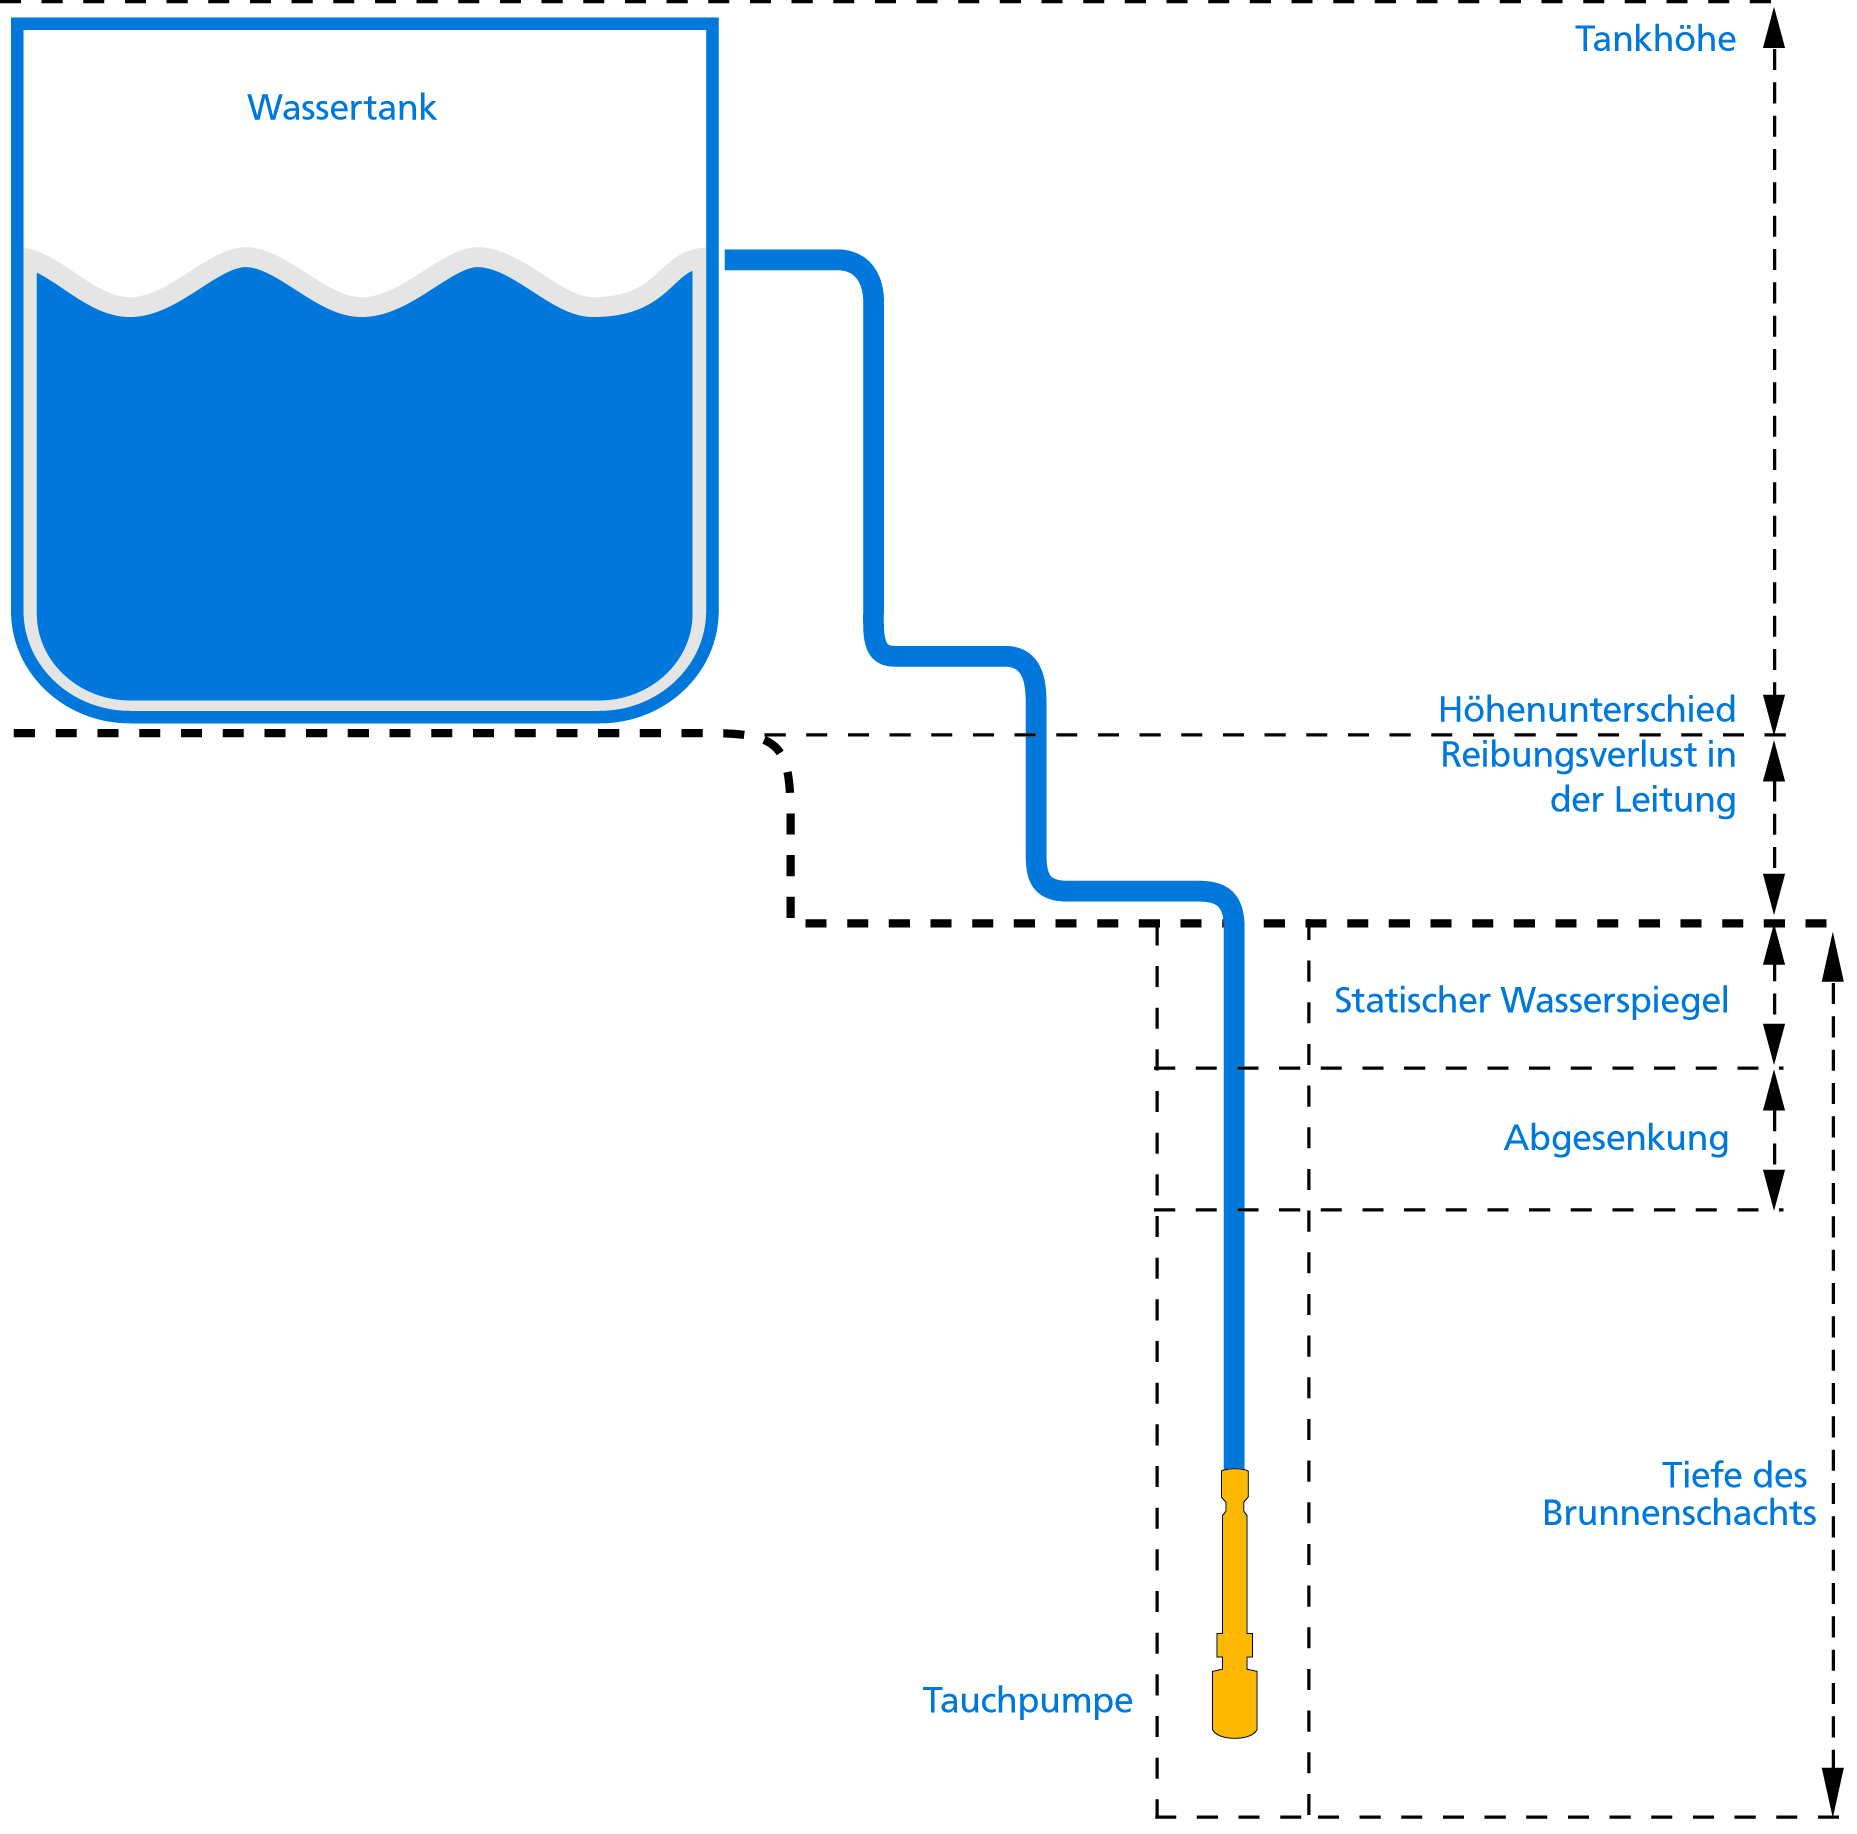 Tankhöhe
Wassertank
Höhenunterschied
Reibungsverlust in
der Leitung
Statischer Wasserspiegel
Abgesenkung
Tiefe des
Brunnenschachts
Tauchpumpe